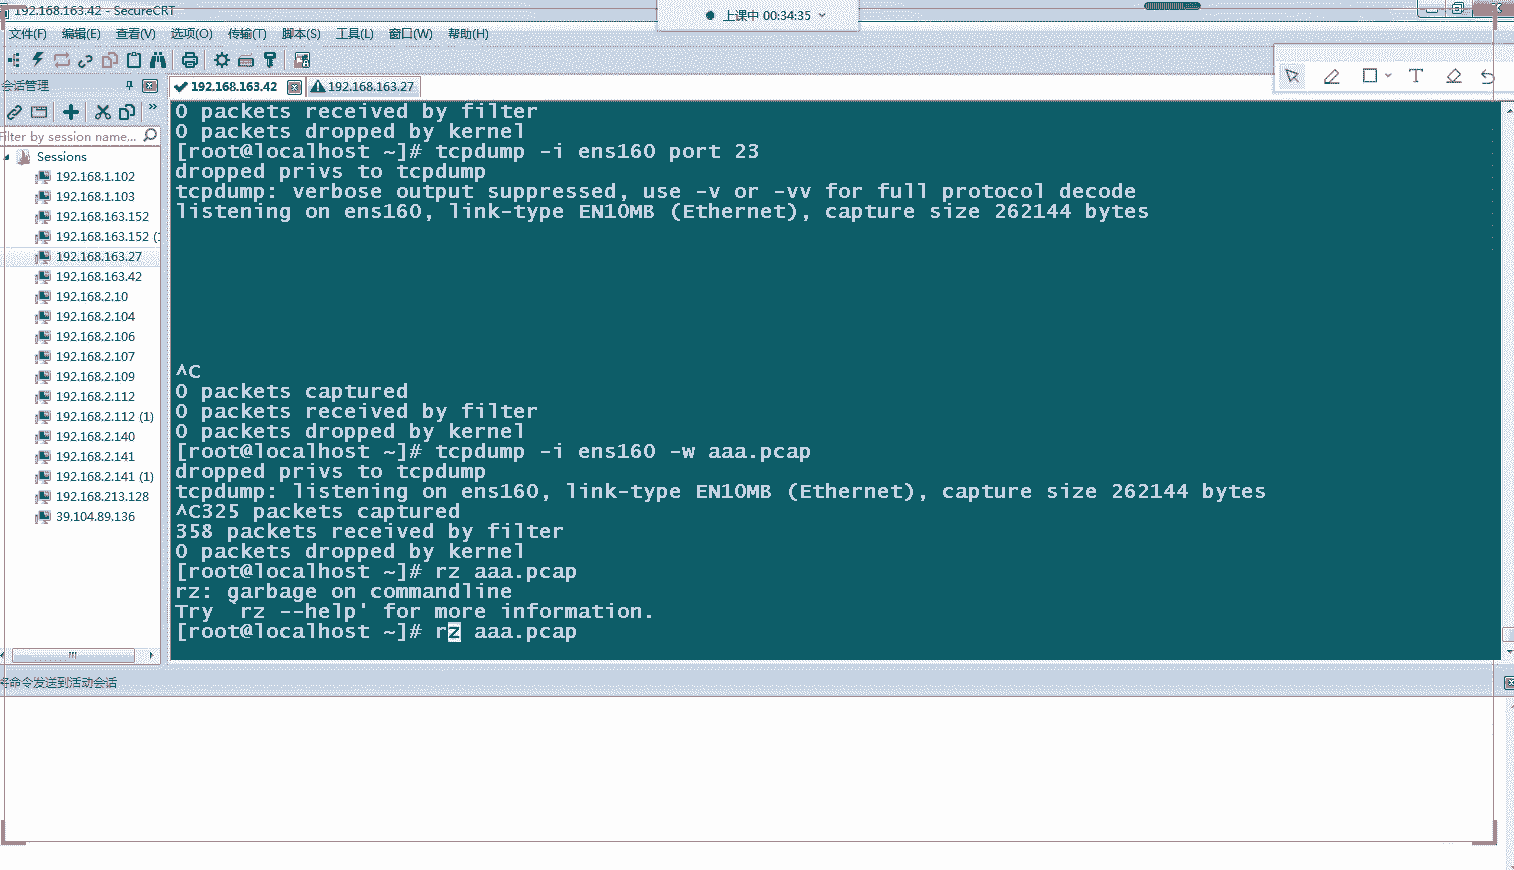 192.168.163.42 - SecureCRT
上课中 00:34:35
文件(F) 编辑(E) 查看(V) 选项(O) 传输(T) 脚本(S) 工具(L) 窗口(W) 帮助(H)
会话管理
192.168.163.42
192.168.163.27
Filter by session name...
Sessions
192.168.1.102
192.168.1.103
192.168.163.152
192.168.163.152 (
192.168.163.27
192.168.163.42
192.168.2.10
192.168.2.104
192.168.2.106
192.168.2.107
192.168.2.109
192.168.2.112
192.168.2.112 (1)
192.168.2.140
192.168.2.141
192.168.2.141 (1)
192.168.213.128
39.104.89.136
0 packets received by filter
0 packets dropped by kernel
[root@localhost ~]# tcpdump -i ens160 port 23
dropped privs to tcpdump
tcpdump: verbose output suppressed, use -v or -vv for full protocol decode
listening on ens160, link-type EN10MB (Ethernet), capture size 262144 bytes
^C
0 packets captured
0 packets received by filter
0 packets dropped by kernel
[root@localhost ~]# tcpdump -i ens160 -w aaa.pcap
dropped privs to tcpdump
tcpdump: listening on ens160, link-type EN10MB (Ethernet), capture size 262144 bytes
^C325 packets captured
358 packets received by filter
0 packets dropped by kernel
[root@localhost ~]# rz aaa.pcap
rz: garbage on commandline
Try `rz --help' for more information.
[root@localhost ~]# rz aaa.pcap
将命令发送到活动会话